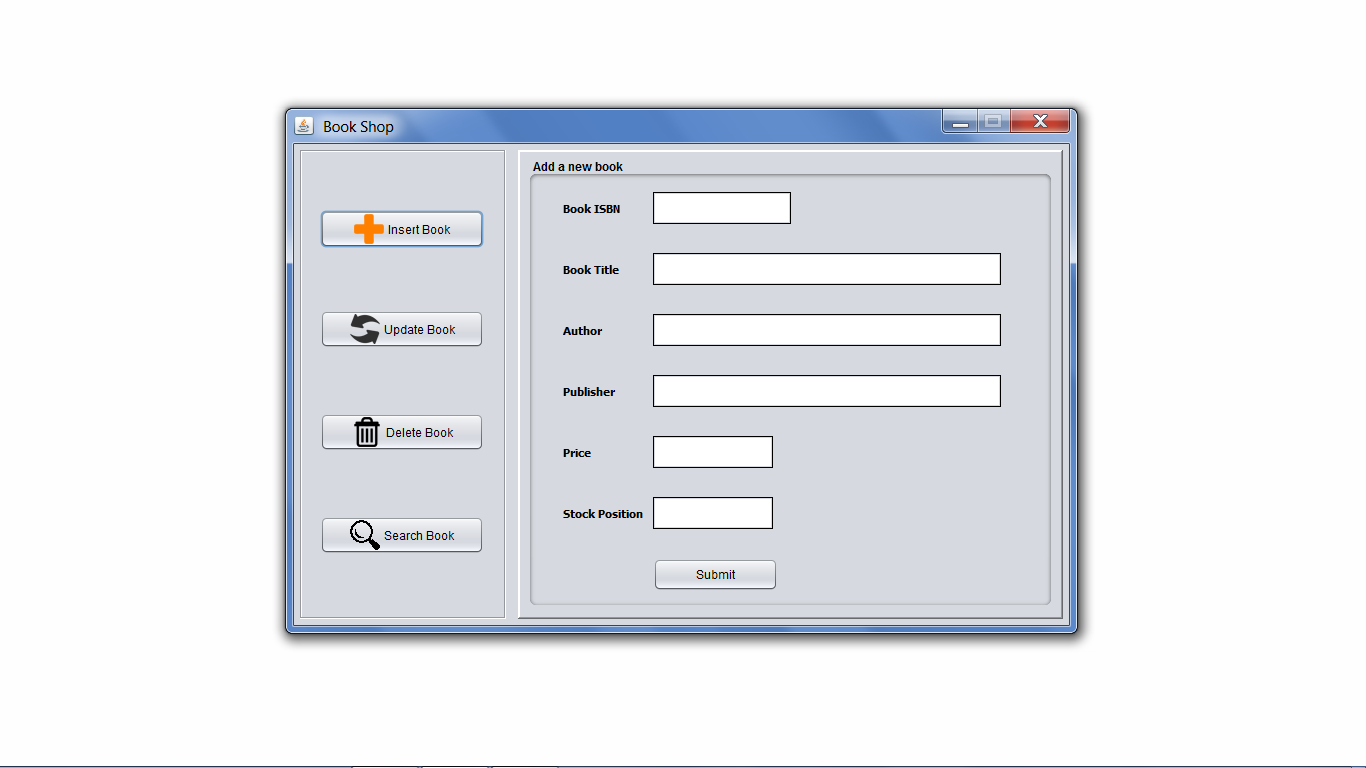 Book Shop
Insert Book
Update Book
Delete Book
Search Book
Add a new book
Book ISBN
Book Title
Author
Publisher
Price
Stock Position
Submit